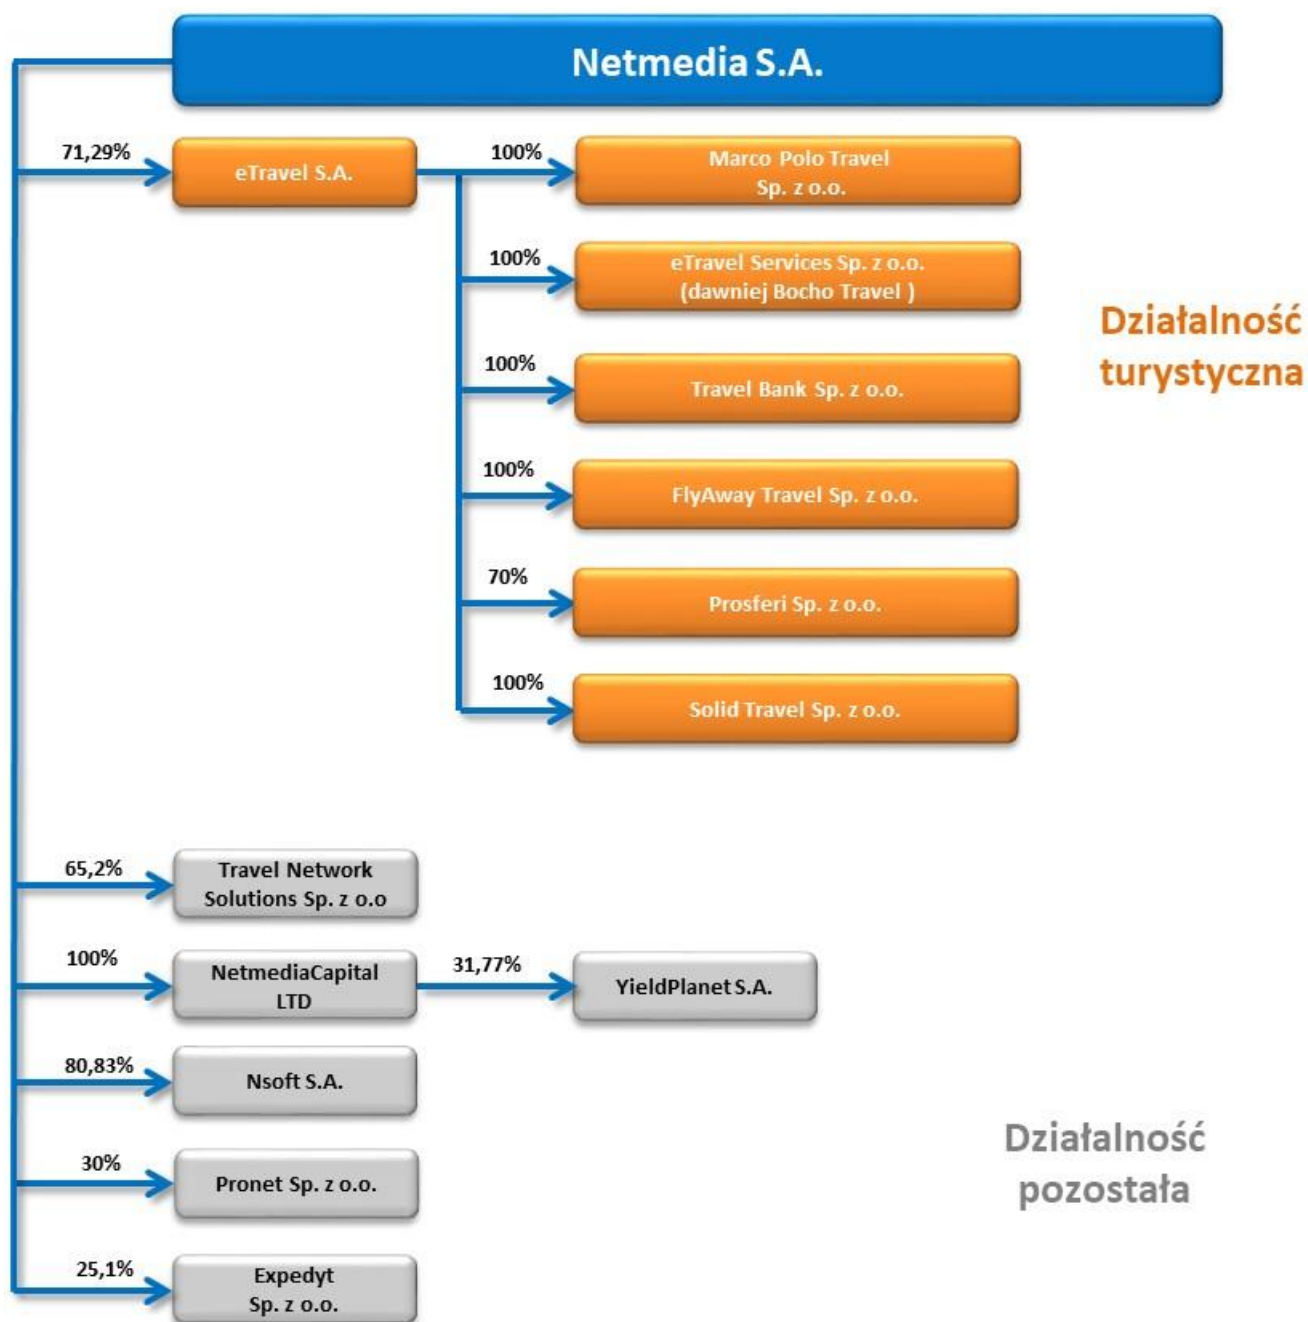 Netmedia S.A.
71,29%
eTravel S.A.
100%
Marco Polo Travel
Sp. z o.o.
100%
eTravel Services Sp. z o.o.
(dawniej Bocho Travel )
Działalność
turystyczna
100%
Travel Bank Sp. z o.o.
100%
FlyAway Travel Sp. z o.o.
70%
Prosferi Sp. z o.o.
100%
Solid Travel Sp. z o.o.
65,2%
Travel Network
Solutions Sp. z o.o
100%
NetmediaCapital
LTD
31,77%
YieldPlanet S.A.
80,83%
Nsoft S.A.
Działalność
pozostała
30%
Pronet Sp. z o.o.
25,1%
Expedyt
Sp. z o.o.